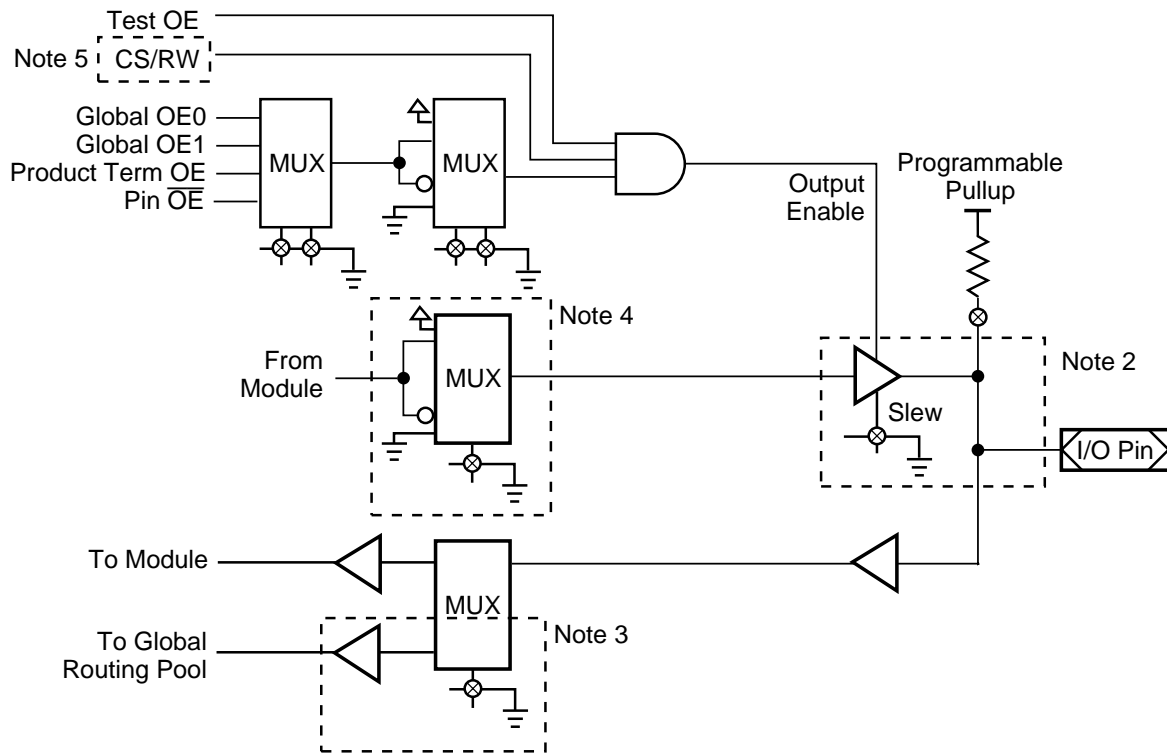 Test OE
Note 5
CS/RW
Global OE0
Global OE1
Product Term OE
Pin O̅E̅
MUX
MUX
Output
Enable
Programmable
Pullup
Note 4
From
Module
MUX
Note 2
Slew
I/O Pin
To Module
MUX
To Global
Routing Pool
Note 3